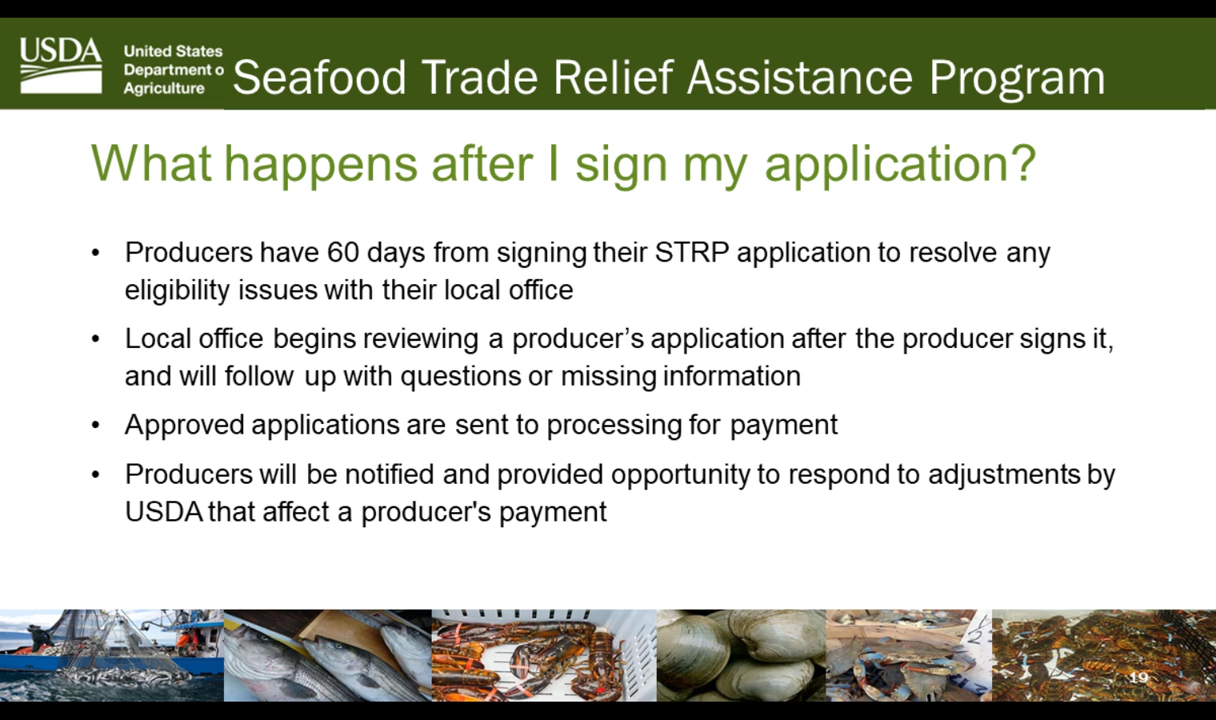 USDA
United States
Department o
Agriculture
Seafood Trade Relief Assistance Program
What happens after I sign my application?
• Producers have 60 days from signing their STRP application to resolve any
eligibility issues with their local office
• Local office begins reviewing a producer’s application after the producer signs it,
and will follow up with questions or missing information
• Approved applications are sent to processing for payment
• Producers will be notified and provided opportunity to respond to adjustments by
USDA that affect a producer's payment
19